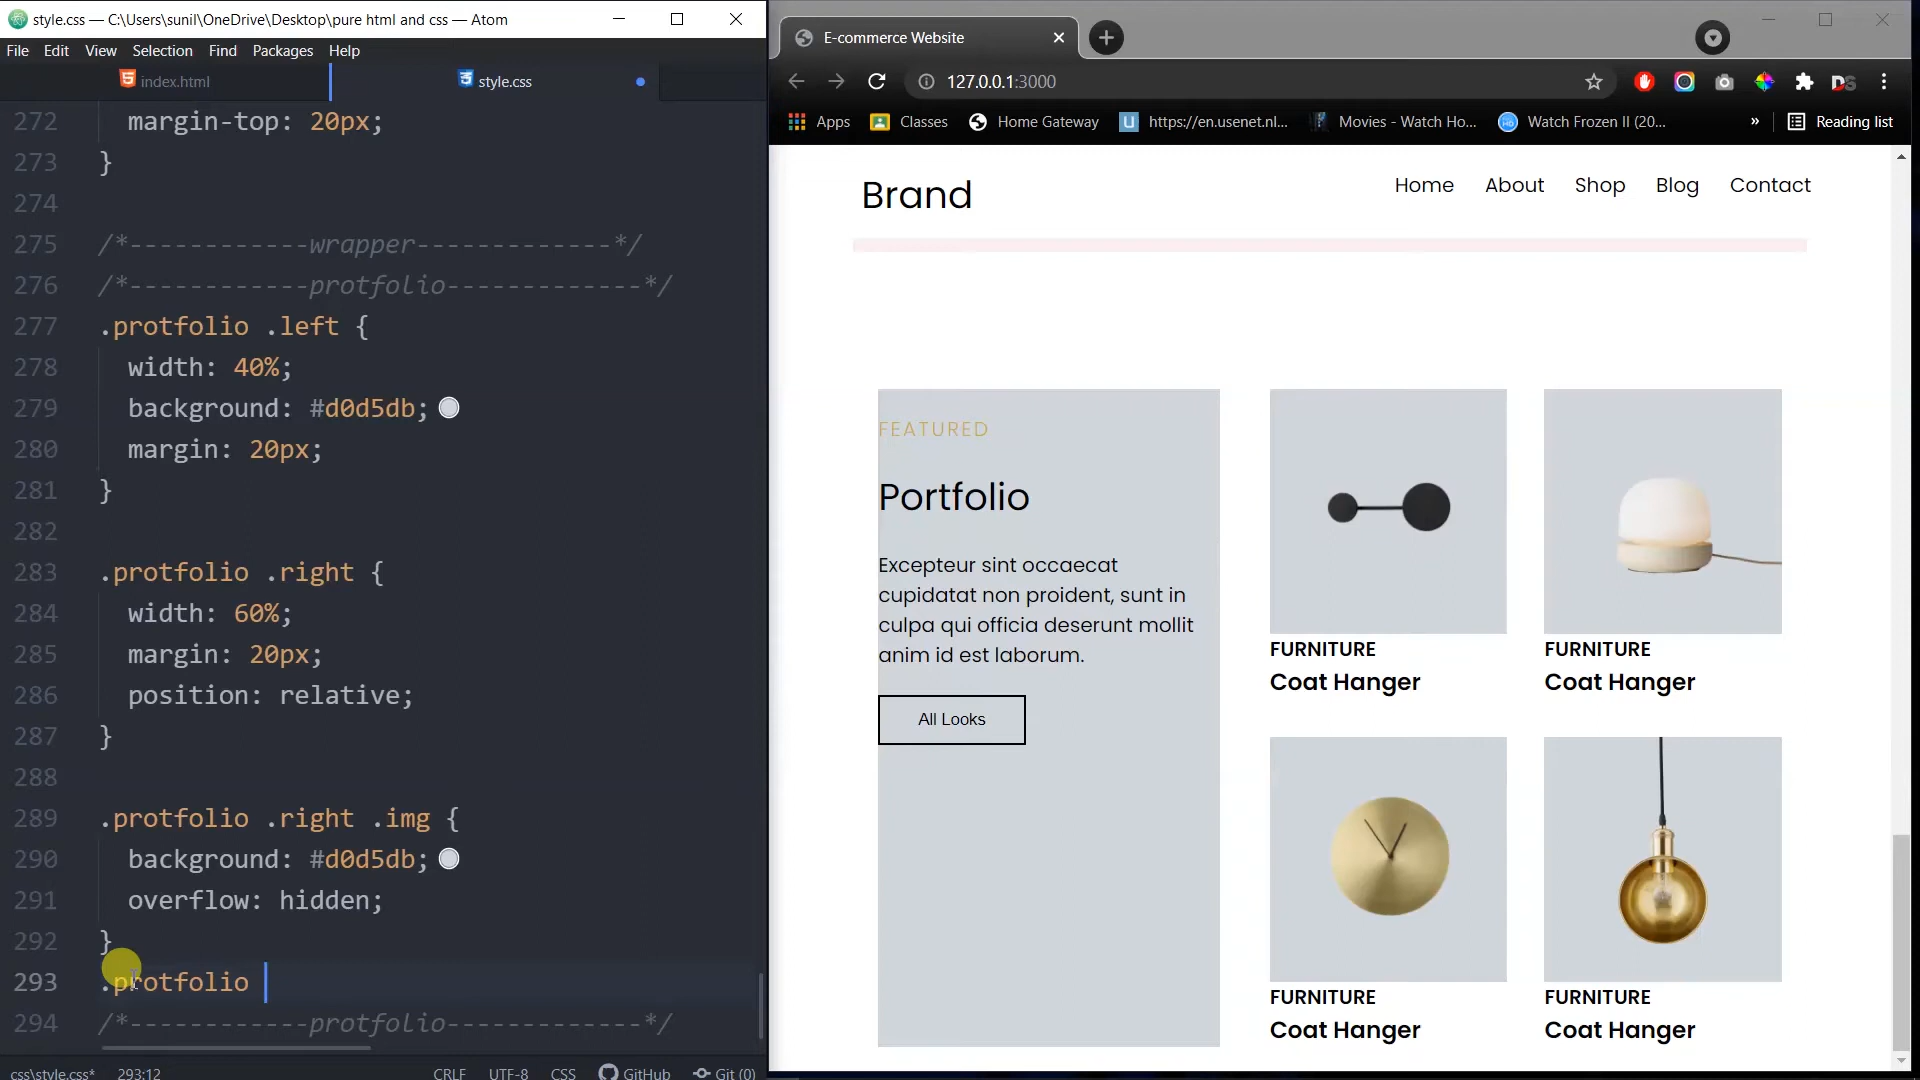 style.css — C:\Users\sunil\OneDrive\Desktop\pure html and css — Atom
File Edit View Selection Find Packages Help
index.html style.css
272 margin-top: 20px;
273 }
274
275 /*------------wrapper-------------*/
276 /*------------protfolio-------------*/
277 .protfolio .left {
278 width: 40%;
279 background: #d0d5db;
280 margin: 20px;
281 }
282
283 .protfolio .right {
284 width: 60%;
285 margin: 20px;
286 position: relative;
287 }
288
289 .protfolio .right .img {
290 background: #d0d5db;
291 overflow: hidden;
292 }
293 .protfolio
294 /*------------protfolio-------------*/
css\style.css* 293:12 CRLF UTF-8 CSS GitHub Git (0)
E-commerce Website
127.0.0.1:3000
Apps Classes Home Gateway https://en.usenet.nl... Movies - Watch Ho... Watch Frozen II (20... » Reading list
Brand Home About Shop Blog Contact
FEATURED
Portfolio
Excepteur sint occaecat
cupidatat non proident, sunt in
culpa qui officia deserunt mollit
anim id est laborum.
All Looks
FURNITURE
Coat Hanger
FURNITURE
Coat Hanger
FURNITURE
Coat Hanger
FURNITURE
Coat Hanger